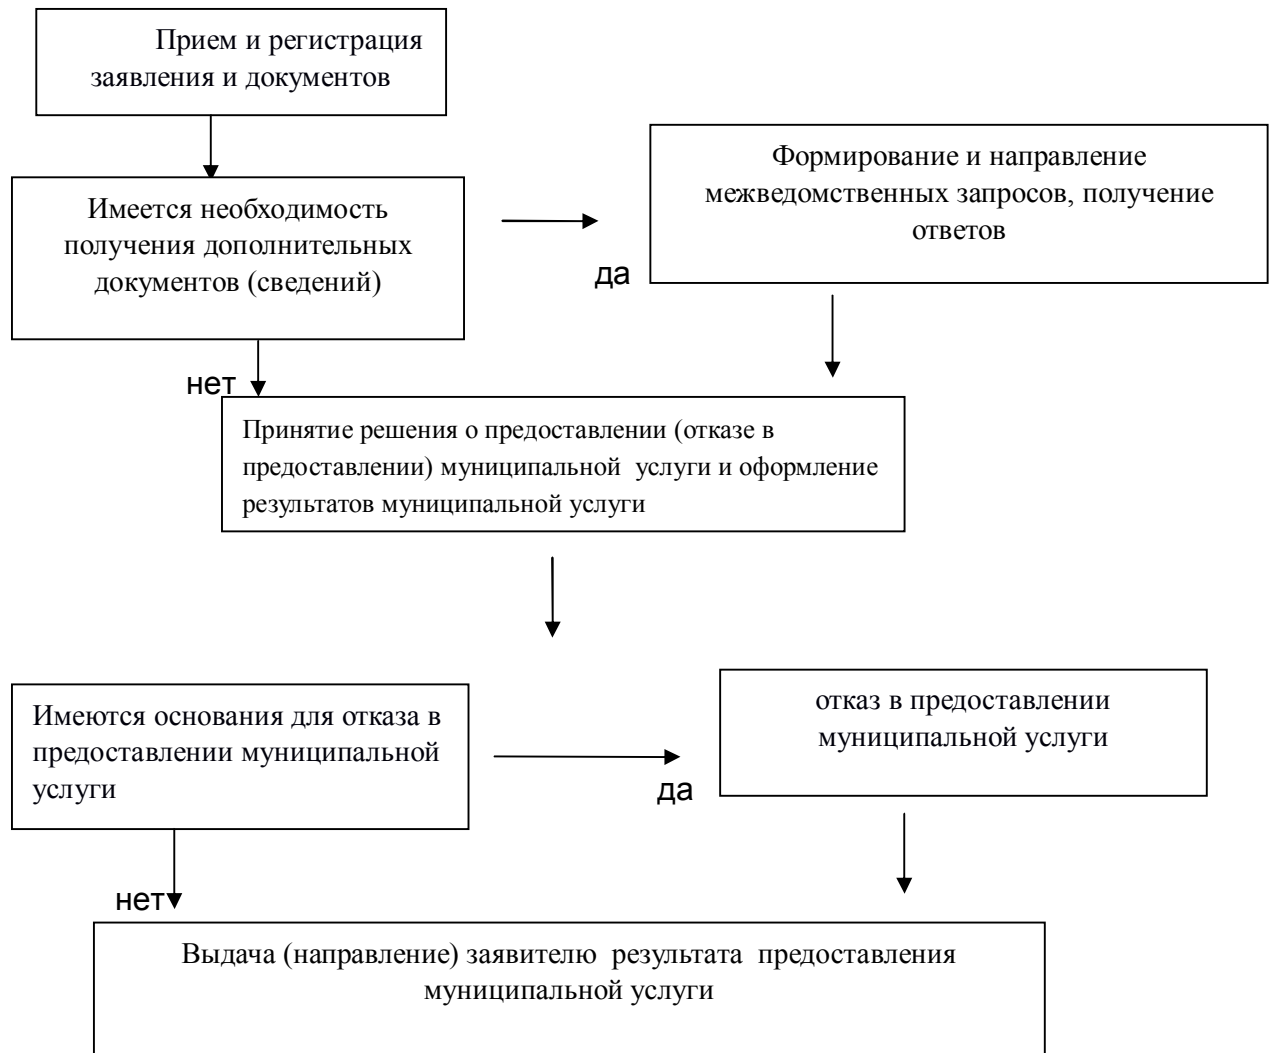 Прием и регистрация
заявления и документов
Формирование и направление
межведомственных запросов, получение
ответов
Имеется необходимость
получения дополнительных
документов (сведений)
да
нет
Принятие решения о предоставлении (отказе в
предоставлении) муниципальной услуги и оформление
результатов муниципальной услуги
отказ в предоставлении
муниципальной услуги
Имеются основания для отказа в
предоставлении муниципальной
услуги
да
нет
Выдача (направление) заявителю результата предоставления
муниципальной услуги